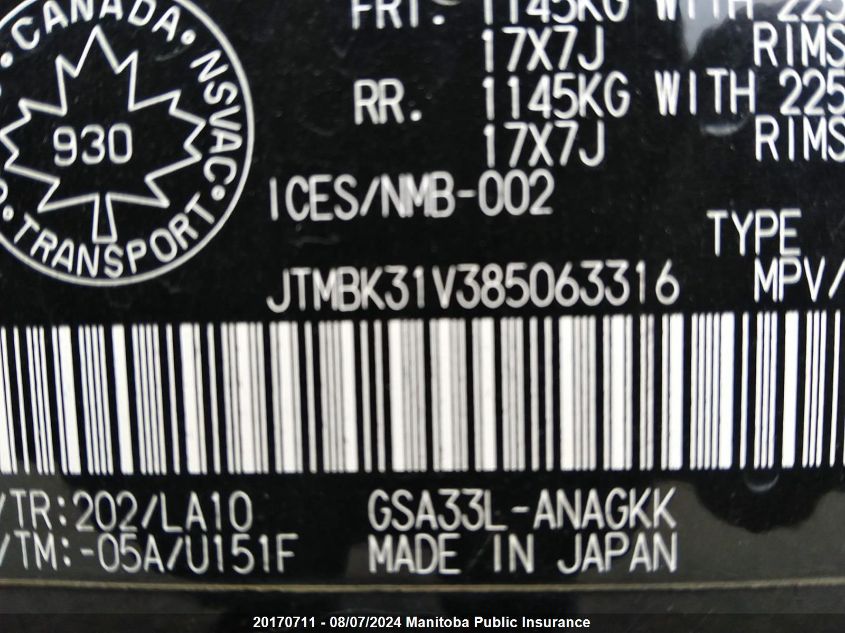 FRT. 1145KG WITH 225
17X7J RIMS
RR. 1145KG WITH 225
17X7J RIMS
CANADA
NSVAC
930
TRANSPORT
ICES/NMB-002
TYPE
JTMBK31V385063316 MPV/
/TR:202/LA10 GSA33L-ANAGKK
/TM:-05A/U151F MADE IN JAPAN
20170711 - 08/07/2024 Manitoba Public Insurance